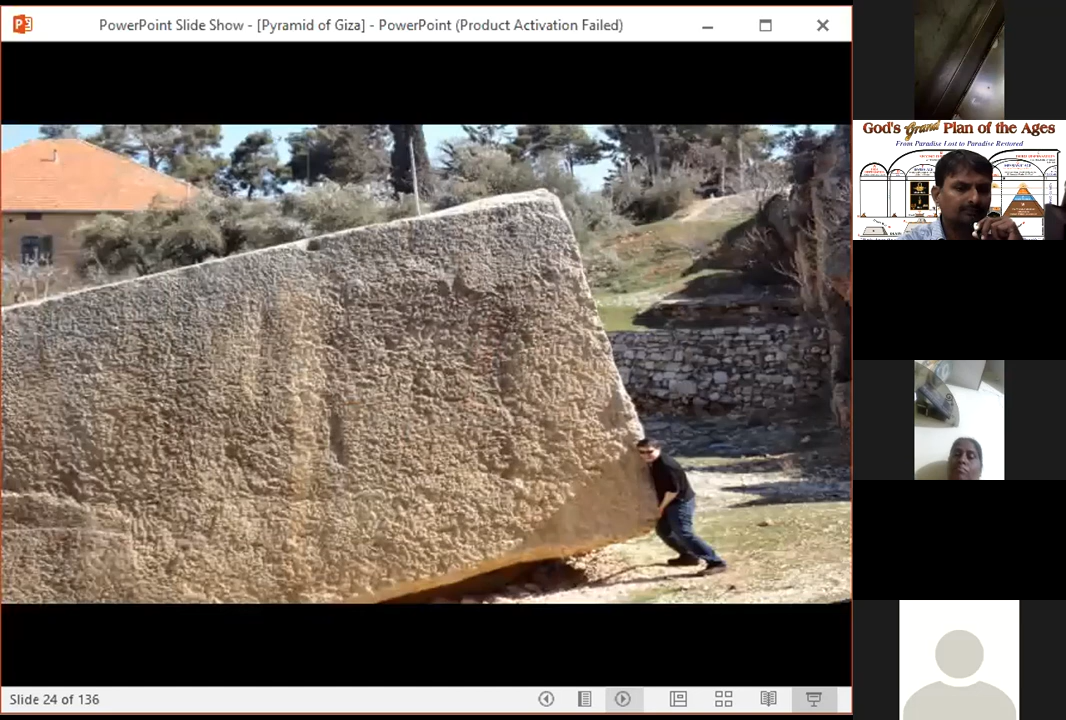 PowerPoint Slide Show - [Pyramid of Giza] - PowerPoint (Product Activation Failed)
God's Grand Plan of the Ages
From Paradise Lost to Paradise Restored
Slide 24 of 136